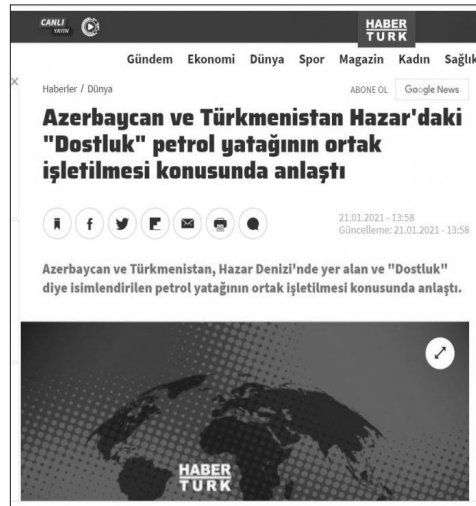 CANLI
YAYIN
HABER
TURK
Gündem Ekonomi Dünya Spor Magazin Kadın Sağlık
Haberler / Dünya ABONE OL Google News
Azerbaycan ve Türkmenistan Hazar'daki
"Dostluk" petrol yatağının ortak
işletilmesi konusunda anlaştı
21.01.2021 - 13:58
Güncelleme: 21.01.2021 - 13:58
Azerbaycan ve Türkmenistan, Hazar Denizi'nde yer alan ve "Dostluk"
diye isimlendirilen petrol yatağının ortak işletilmesi konusunda anlaştı.
HABER
TURK